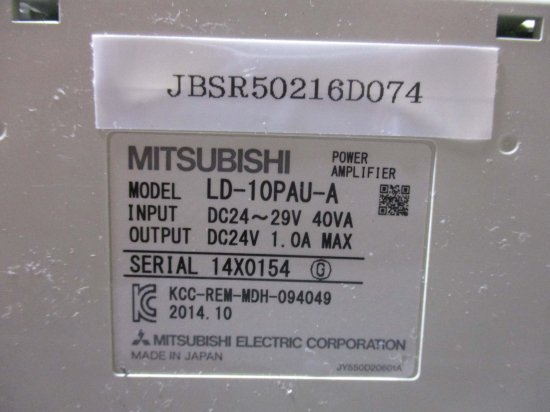 JBSR50216D074
MITSUBISHI POWER AMPLIFIER
MODEL LD-10PAU-A
INPUT DC24～29V 40VA
OUTPUT DC24V 1.0A MAX
SERIAL 14X0154 G
KCC-REM-MDH-094049
2014.10
MITSUBISHI ELECTRIC CORPORATION
MADE IN JAPAN
JY550D20601A